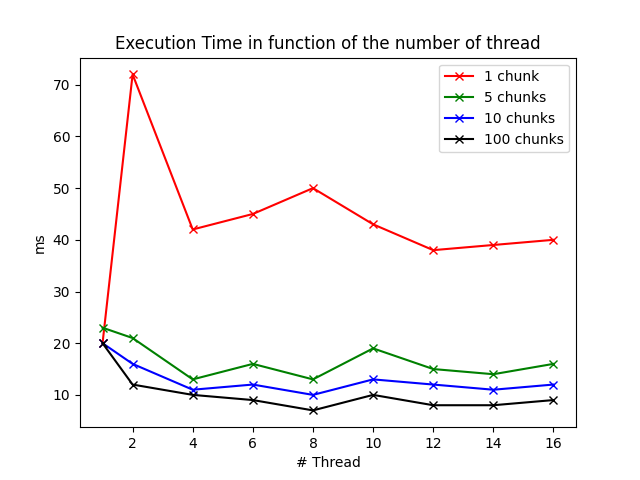 Execution Time in function of the number of thread
1 chunk
5 chunks
10 chunks
100 chunks
ms
70
60
50
40
30
20
10
2 4 6 8 10 12 14 16
# Thread